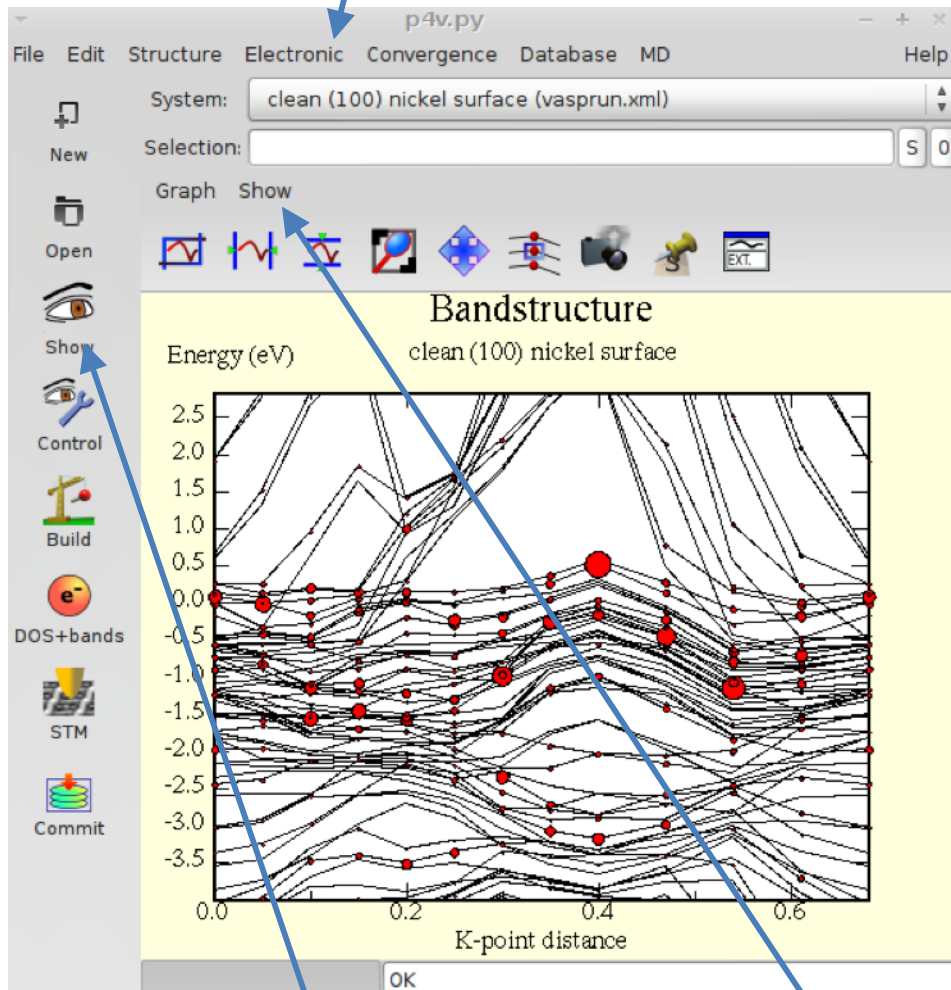 p4v.py
File Edit Structure Electronic Convergence Database MD Help
System: clean (100) nickel surface (vasprun.xml)
Selection: S 0
Graph Show
New
Open
Show
Control
Build
e-
DOS+bands
STM
Commit
S
EXT.
Bandstructure
Energy (eV) clean (100) nickel surface
2.5
2.0
1.5
1.0
0.5
0.0
-0.5
-1.0
-1.5
-2.0
-2.5
-3.0
-3.5
0.0 0.2 0.4 0.6
K-point distance
OK